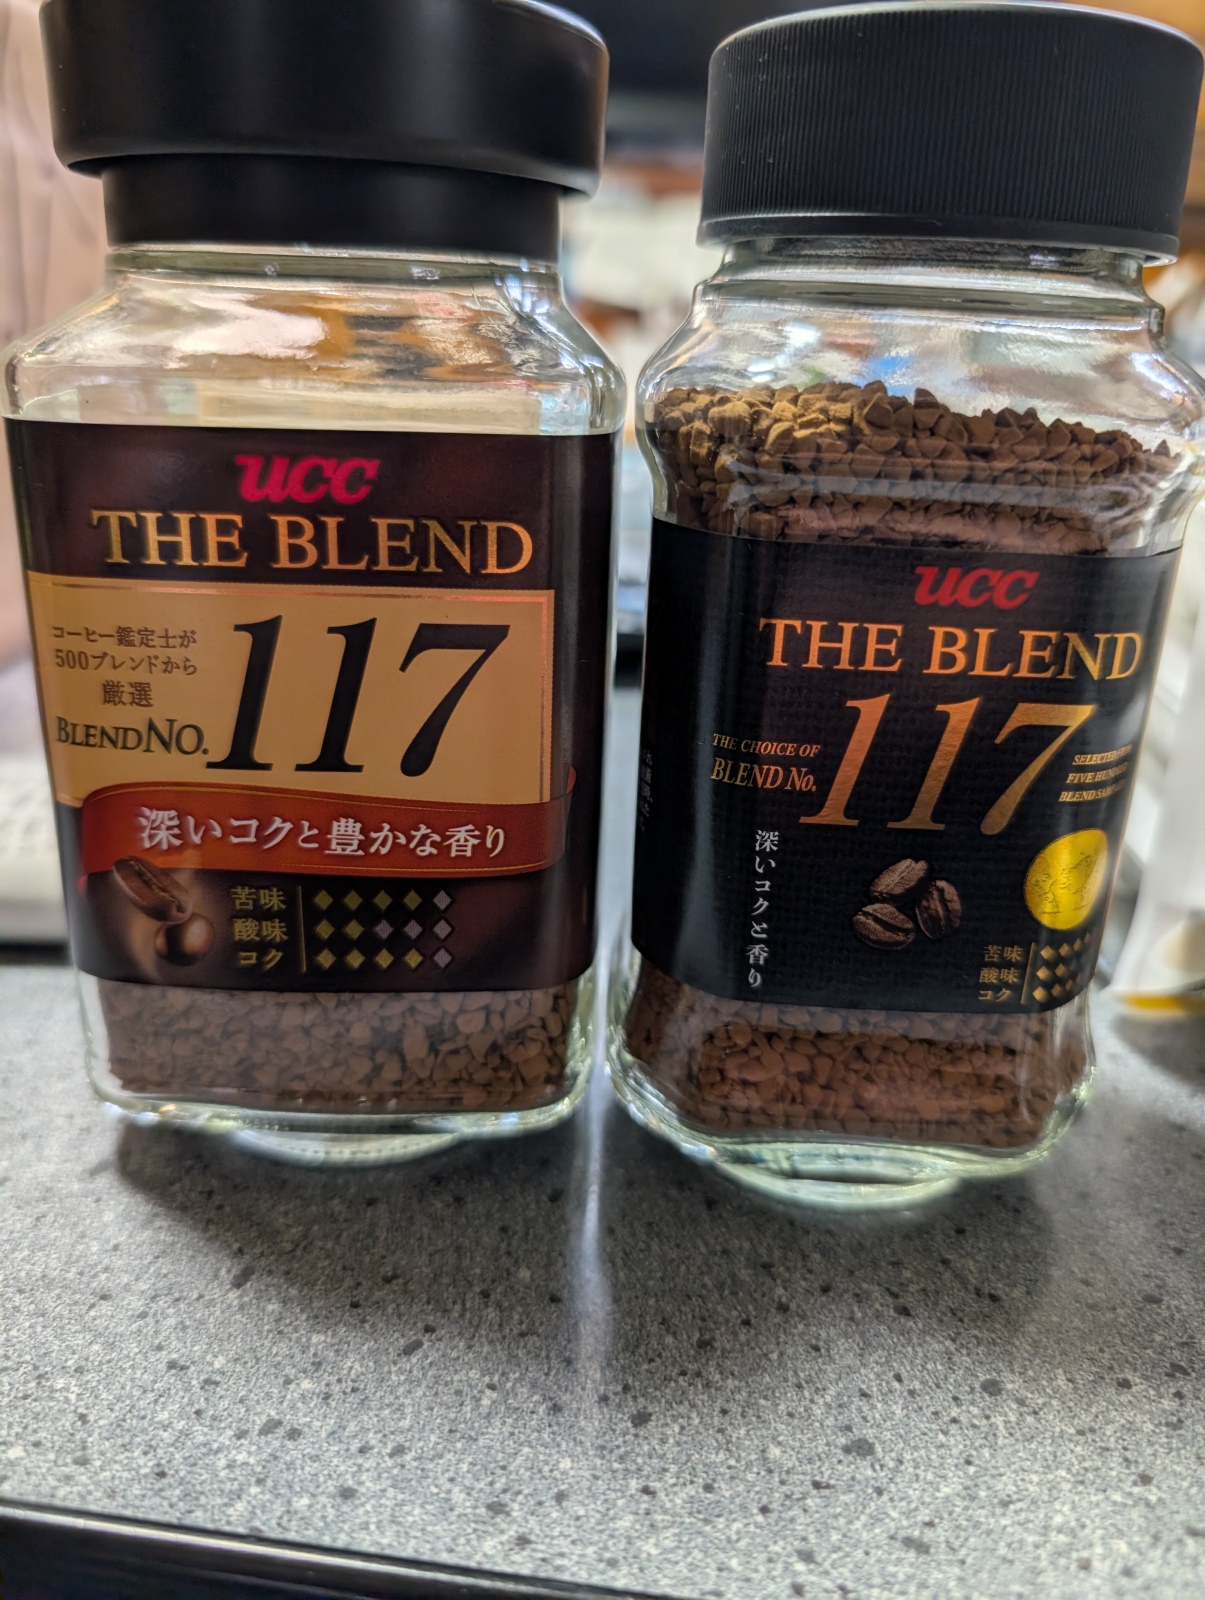 ucc
THE BLEND
コーヒー鑑定士が
500ブレンドから
厳選
BLEND NO.
117
深いコクと豊かな香り
苦味
酸味
コク
ucc
THE BLEND
117
THE CHOICE OF
BLEND No.
SELECTED
FIVE
BLEND
深いコクと香り
苦味
酸味
コク